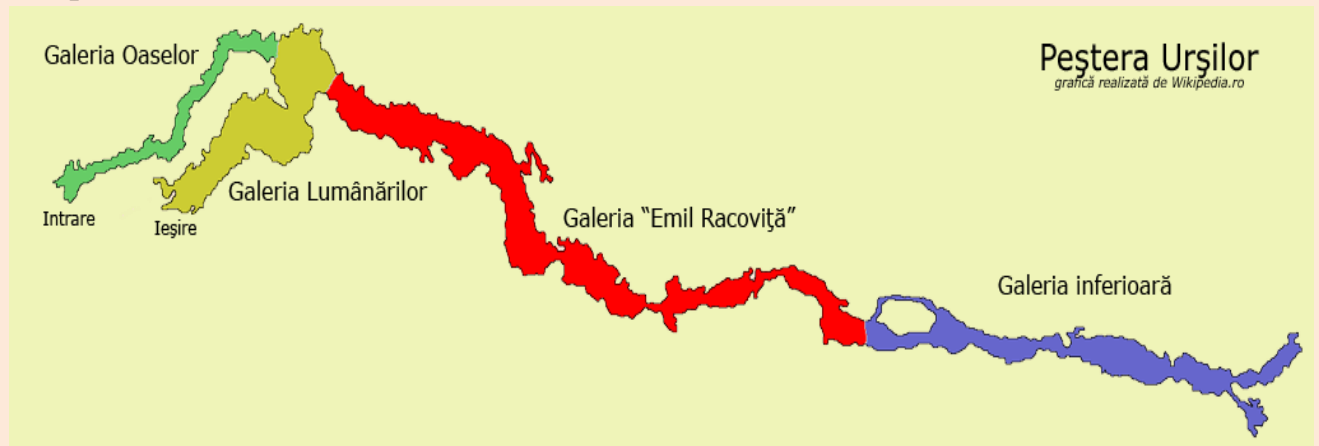 Peştera Urşilor
grafică realizată de Wikipedia.ro
Galeria Oaselor
Galeria Lumânărilor
Intrare
Ieşire
Galeria “Emil Racoviţă”
Galeria inferioară